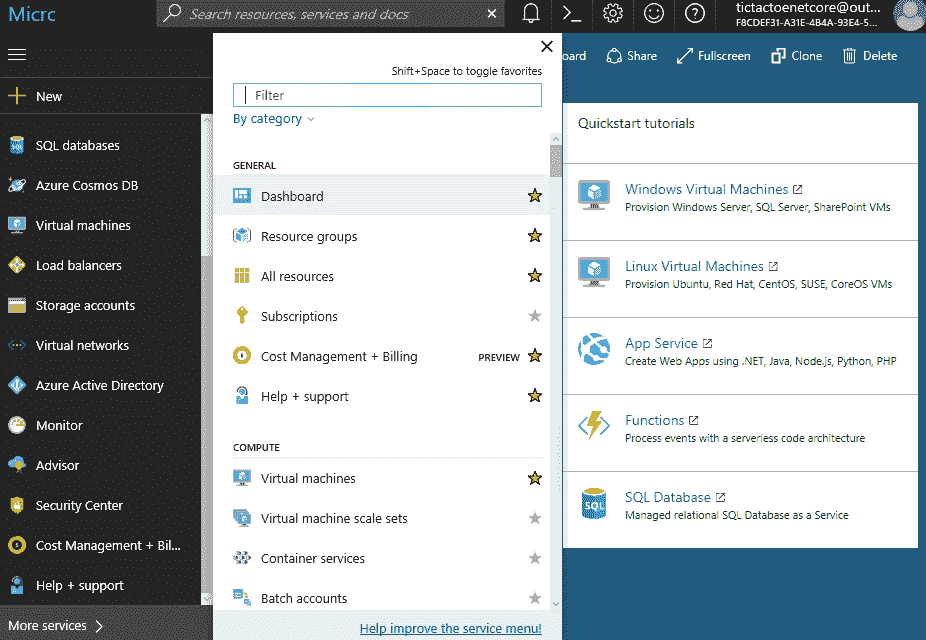 Micrc
Search resources, services and docs
tictactoenetcore@out...
F8CDEF31-A31E-4B4A-93E4-5...
New
SQL databases
Azure Cosmos DB
Virtual machines
Load balancers
Storage accounts
Virtual networks
Azure Active Directory
Monitor
Advisor
Security Center
Cost Management + Bil...
Help + support
More services
Shift+Space to toggle favorites
Filter
By category
GENERAL
Dashboard
Resource groups
All resources
Subscriptions
Cost Management + Billing PREVIEW
Help + support
COMPUTE
Virtual machines
Virtual machine scale sets
Container services
Batch accounts
Help improve the service menu!
oard Share Fullscreen Clone Delete
Quickstart tutorials
Windows Virtual Machines
Provision Windows Server, SQL Server, SharePoint VMs
Linux Virtual Machines
Provision Ubuntu, Red Hat, CentOS, SUSE, CoreOS VMs
App Service
Create Web Apps using .NET, Java, Node.js, Python, PHP
Functions
Process events with a serverless code architecture
SQL
SQL Database
Managed relational SQL Database as a Service